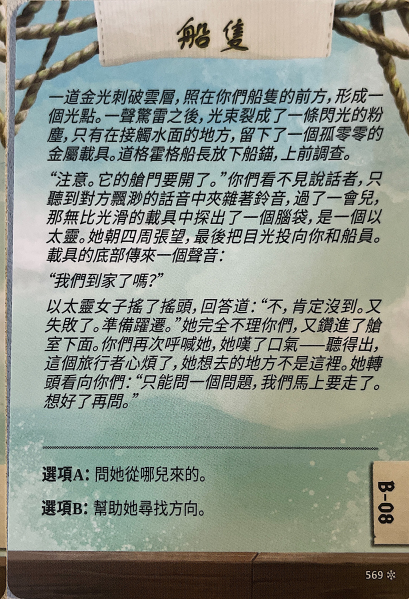 船隻
一道金光刺破雲層，照在你們船隻的前方，形成一
個光點。一聲驚雷之後，光束裂成了一條閃光的粉
塵，只有在接觸水面的地方，留下了一個孤零零的
金屬載具。道格霍格船長放下船錨，上前調查。
“注意。它的艙門要開了。”你們看不見說話者，只
聽到對方飄渺的話音中夾雜著鈴音，過了一會兒，
那無比光滑的載具中探出了一個腦袋，是一個以
太靈。她朝四周張望，最後把目光投向你和船員。
載具的底部傳來一個聲音：
“我們到家了嗎？”
以太靈女子搖了搖頭，回答道：“不，肯定沒到。又
失敗了。準備躍遷。”她完全不理你們，又鑽進了艙
室下面。你們再次呼喊她，她嘆了口氣——聽得出，
這個旅行者心煩了，她想去的地方不是這裡。她轉
頭看向你們：“只能問一個問題，我們馬上要走了。
想好了再問。”
選項A：問她從哪兒來的。
選項B：幫助她尋找方向。
B-08
569